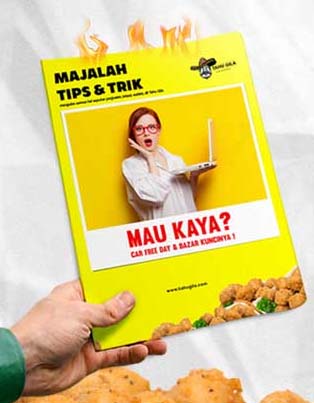 MAJALAH
TIPS & TRIK
TAHU GILA
MAU KAYA?
CAR FREE DAY & BAZAR KUNCINYA !
www.tahugila.com